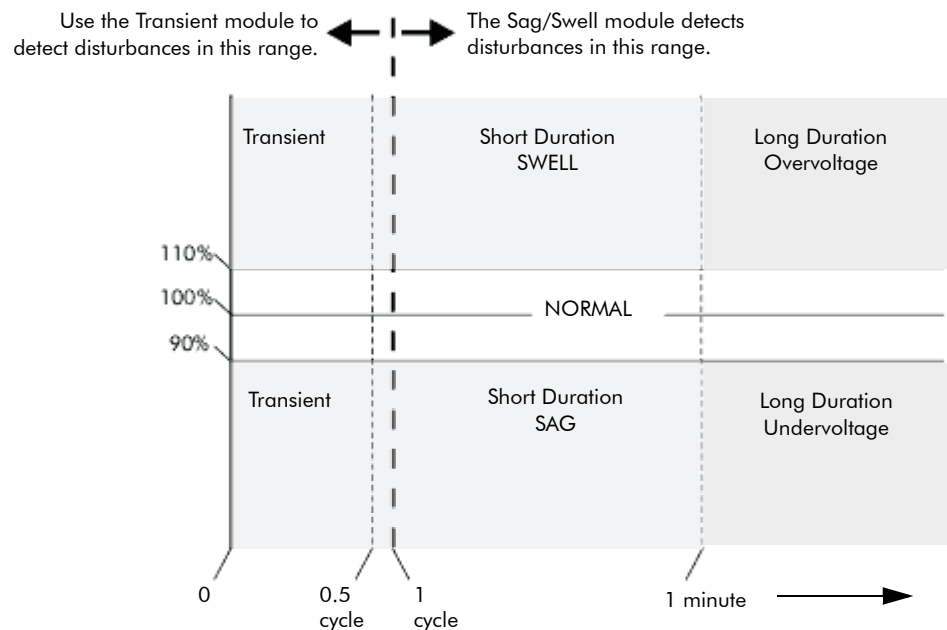 Use the Transient module to
detect disturbances in this range.
The Sag/Swell module detects
disturbances in this range.
Transient
Short Duration
SWELL
Long Duration
Overvoltage
110%
100%
NORMAL
90%
Transient
Short Duration
SAG
Long Duration
Undervoltage
0
0.5
cycle
1
cycle
1 minute